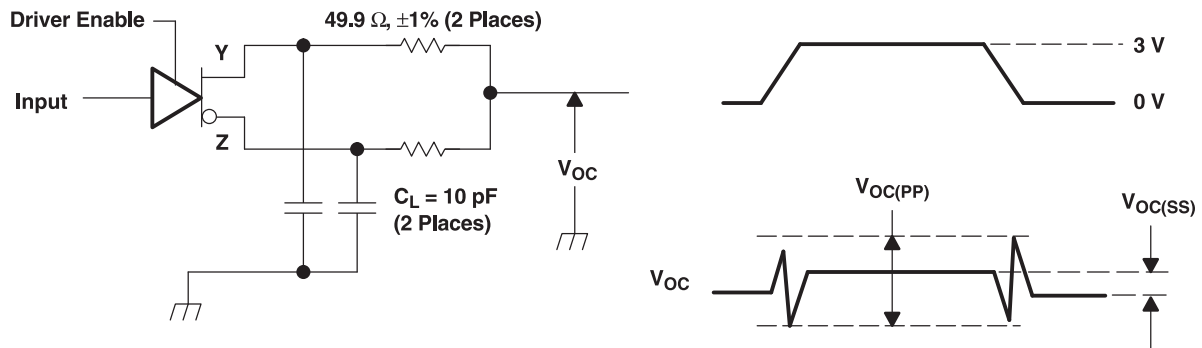 Driver Enable
49.9 Ω, ±1% (2 Places)
Y
Input
Z
C_L = 10 pF
(2 Places)
V_OC
3 V
0 V
V_OC(PP)
V_OC(SS)
V_OC